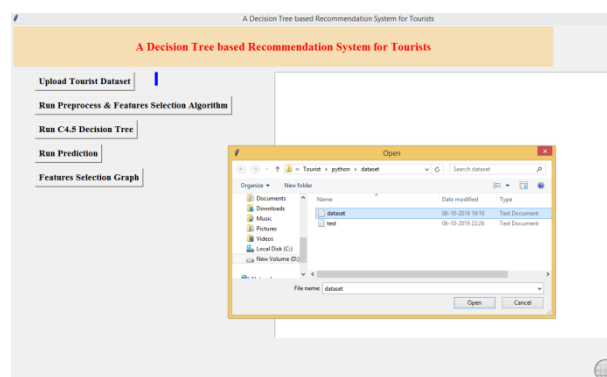 A Decision Tree based Recommendation System for Tourists
A Decision Tree based Recommendation System for Tourists
Upload Tourist Dataset
Run Preprocess & Features Selection Algorithm
Run C4.5 Decision Tree
Run Prediction
Features Selection Graph
Open
« Tourist › python › dataset
Search dataset
Organize New folder
Name Date modified Type
Documents
Downloads
Music
Pictures
Videos
Local Disk (C:)
New Volume (D:)
dataset 06-10-2019 19:10 Text Document
test 06-10-2019 22:26 Text Document
File name: dataset
Open Cancel